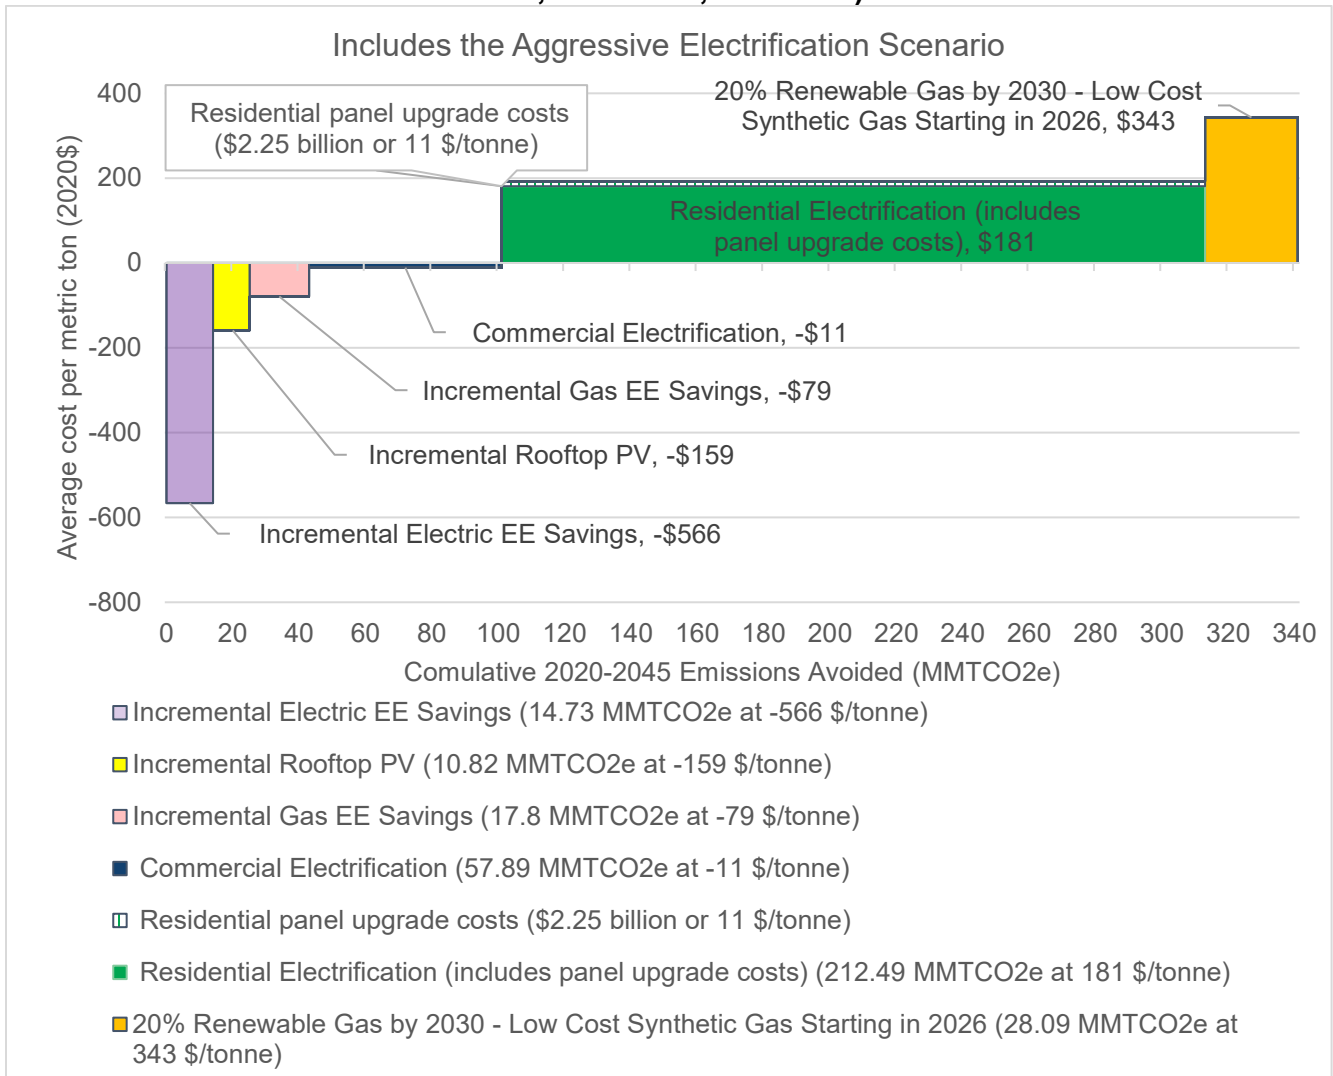 Includes the Aggressive Electrification Scenario
Residential panel upgrade costs
($2.25 billion or 11 $/tonne)
20% Renewable Gas by 2030 - Low Cost
Synthetic Gas Starting in 2026, $343
Average cost per metric ton (2020$)
400
200
0
-200
-400
-600
-800
Residential Electrification (includes
panel upgrade costs), $181
Commercial Electrification, -$11
Incremental Gas EE Savings, -$79
Incremental Rooftop PV, -$159
Incremental Electric EE Savings, -$566
0 20 40 60 80 100 120 140 160 180 200 220 240 260 280 300 320 340
Comulative 2020-2045 Emissions Avoided (MMTCO2e)
Incremental Electric EE Savings (14.73 MMTCO2e at -566 $/tonne)
Incremental Rooftop PV (10.82 MMTCO2e at -159 $/tonne)
Incremental Gas EE Savings (17.8 MMTCO2e at -79 $/tonne)
Commercial Electrification (57.89 MMTCO2e at -11 $/tonne)
Residential panel upgrade costs ($2.25 billion or 11 $/tonne)
Residential Electrification (includes panel upgrade costs) (212.49 MMTCO2e at 181 $/tonne)
20% Renewable Gas by 2030 - Low Cost Synthetic Gas Starting in 2026 (28.09 MMTCO2e at
343 $/tonne)